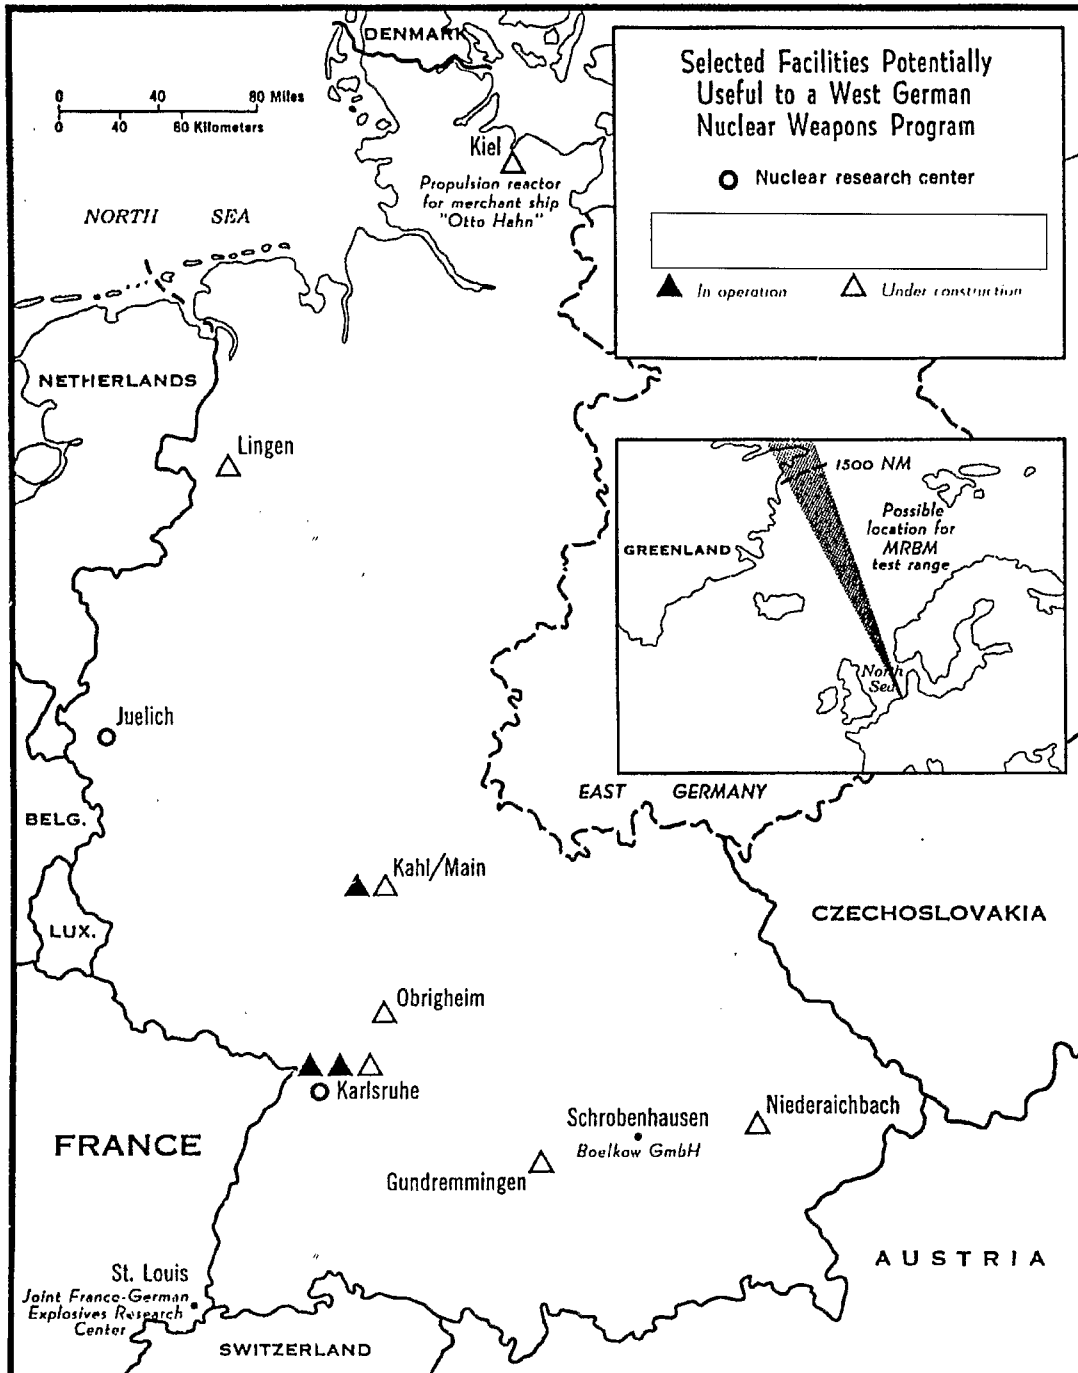 DENMARK
0 40 80 Miles
0 40 80 Kilometers
Selected Facilities Potentially
Useful to a West German
Nuclear Weapons Program
Nuclear research center
In operation
Under construction
Kiel
Propulsion reactor
for merchant ship
"Otto Hahn"
NORTH SEA
NETHERLANDS
Lingen
1500 NM
Possible
location for
MRBM
test range
GREENLAND
North
Sea
Juelich
EAST GERMANY
BELG.
Kahl/Main
LUX.
CZECHOSLOVAKIA
Obrigheim
Karlsruhe
FRANCE
Schrobenhausen
Boelkow GmbH
Niederaichbach
Gundremmingen
AUSTRIA
St. Louis
Joint Franco-German
Explosives Research
Center
SWITZERLAND